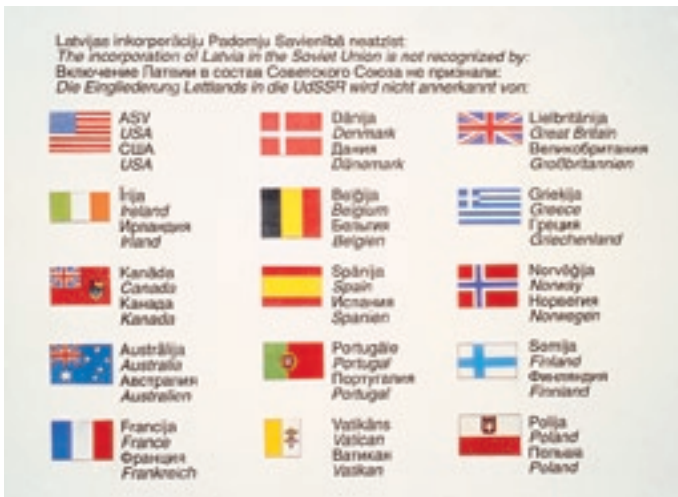 Latvijas inkorporāciju Padomju Savienībā neatzīst:
The incorporation of Latvia in the Soviet Union is not recognized by:
Включение Латвии в состав Советского Союза не признали:
Die Eingliederung Lettlands in die UdSSR wird nicht annerkannt von:
ASV
USA
США
USA
Dānija
Denmark
Дания
Dänemark
Lielbritānija
Great Britain
Великобритания
Großbritannien
Īrija
Ireland
Ирландия
Irland
Beļģija
Belgium
Бельгия
Belgien
Griekija
Greece
Греция
Griechenland
Kanāda
Canada
Канада
Kanada
Spānija
Spain
Испания
Spanien
Norvēģija
Norway
Норвегия
Norwegen
Austrālija
Australia
Австралия
Australien
Portugāle
Portugal
Португалия
Portugal
Somija
Finland
Финляндия
Finnland
Francija
France
Франция
Frankreich
Vatikāns
Vatican
Ватикан
Vatikan
Polija
Poland
Польша
Poland